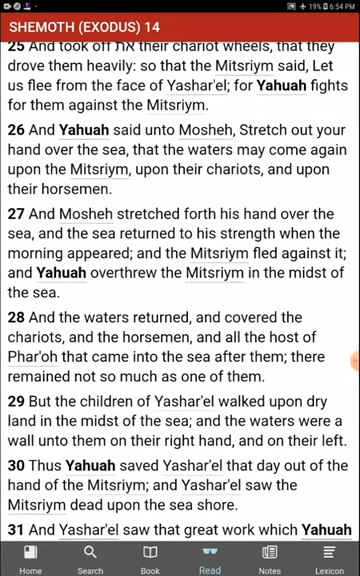 19% 6:54 PM
SHEMOTH (EXODUS) 14
25 And took off את their chariot wheels, that they
drove them heavily: so that the Mitsriym said, Let
us flee from the face of Yashar'el; for Yahuah fights
for them against the Mitsriym.
26 And Yahuah said unto Mosheh, Stretch out your
hand over the sea, that the waters may come again
upon the Mitsriym, upon their chariots, and upon
their horsemen.
27 And Mosheh stretched forth his hand over the
sea, and the sea returned to his strength when the
morning appeared; and the Mitsriym fled against it;
and Yahuah overthrew the Mitsriym in the midst of
the sea.
28 And the waters returned, and covered the
chariots, and the horsemen, and all the host of
Phar'oh that came into the sea after them; there
remained not so much as one of them.
29 But the children of Yashar'el walked upon dry
land in the midst of the sea; and the waters were a
wall unto them on their right hand, and on their left.
30 Thus Yahuah saved Yashar'el that day out of the
hand of the Mitsriym; and Yashar'el saw the
Mitsriym dead upon the sea shore.
31 And Yashar'el saw that great work which Yahuah
Home Search Book Read Notes Lexicon